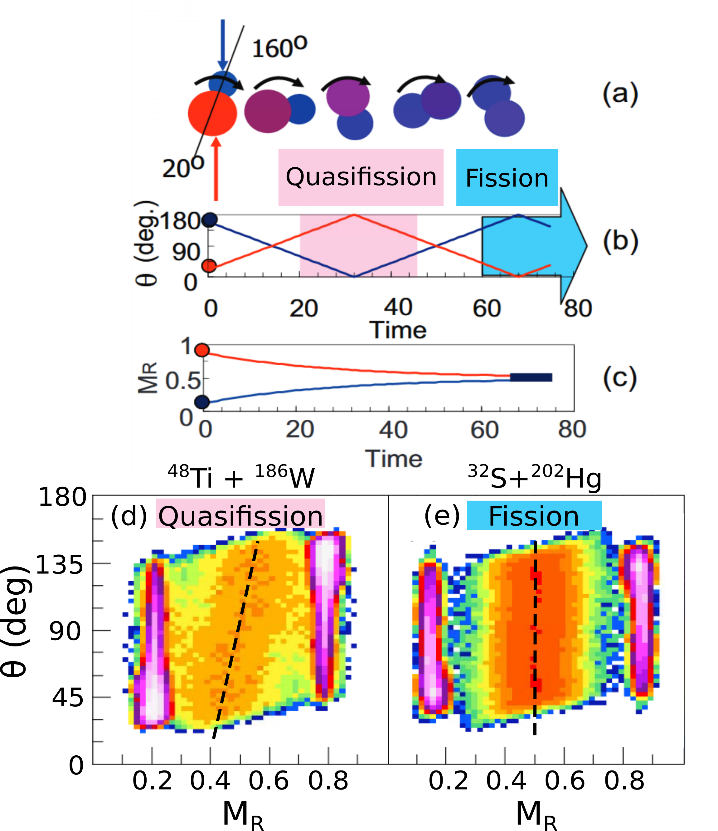 160º
(a)
20º
Quasifission
Fission
θ (deg.)
180
90
0
(b)
0 20 40 60 80
Time
MR
1
0.5
0
(c)
0 20 40 60 80
Time
48Ti + 186W
32S+202Hg
θ (deg)
180
135
90
45
0
(d)
Quasifission
(e)
Fission
0.2 0.4 0.6 0.8
0.2 0.4 0.6 0.8
MR
MR